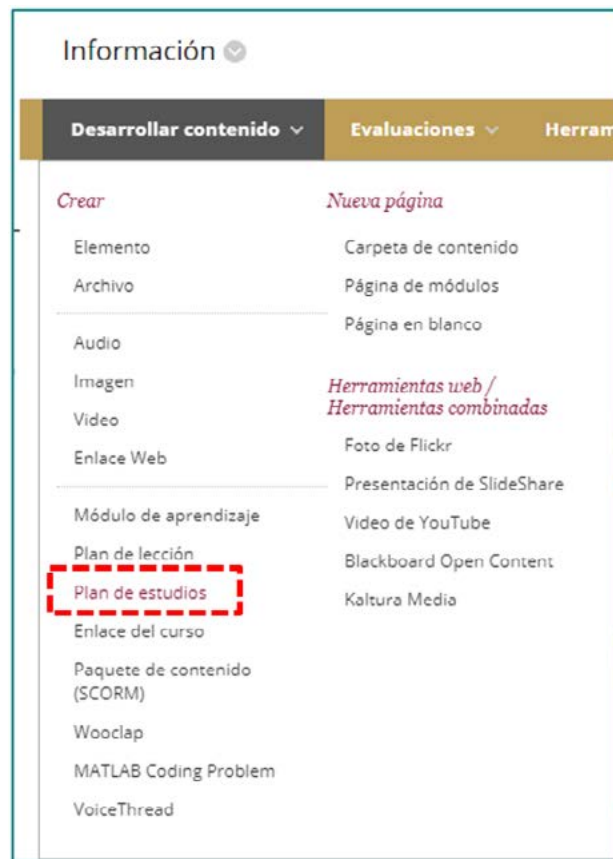 Información
Desarrollar contenido
Evaluaciones
Crear
Elemento
Archivo
Audio
Imagen
Video
Enlace Web
Módulo de aprendizaje
Plan de lección
Plan de estudios
Enlace del curso
Paquete de contenido
(SCORM)
Wooclap
MATLAB Coding Problem
VoiceThread
Nueva página
Carpeta de contenido
Página de módulos
Página en blanco
Herramientas web /
Herramientas combinadas
Foto de Flickr
Presentación de SlideShare
Video de YouTube
Blackboard Open Content
Kaltura Media